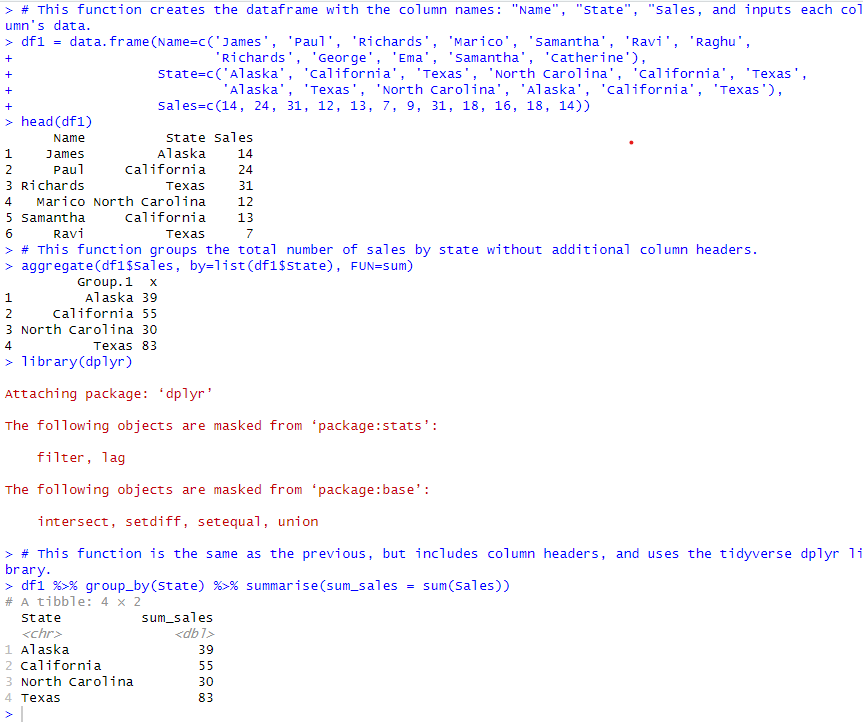 > # This function creates the dataframe with the column names: "Name", "State", "Sales, and inputs each col
umn's data.
> df1 = data.frame(Name=c('James', 'Paul', 'Richards', 'Marico', 'Samantha', 'Ravi', 'Raghu',
+                         'Richards', 'George', 'Ema', 'Samantha', 'Catherine'),
+                  State=c('Alaska', 'California', 'Texas', 'North Carolina', 'California', 'Texas',
+                          'Alaska', 'Texas', 'North Carolina', 'Alaska', 'California', 'Texas'),
+                  Sales=c(14, 24, 31, 12, 13, 7, 9, 31, 18, 16, 18, 14))
> head(df1)
      Name          State Sales
1    James         Alaska    14
2     Paul     California    24
3 Richards          Texas    31
4   Marico North Carolina    12
5 Samantha     California    13
6     Ravi          Texas     7
> # This function groups the total number of sales by state without additional column headers.
> aggregate(df1$Sales, by=list(df1$State), FUN=sum)
         Group.1  x
1         Alaska 39
2     California 55
3 North Carolina 30
4          Texas 83
> library(dplyr)
Attaching package: ‘dplyr’
The following objects are masked from ‘package:stats’:
    filter, lag
The following objects are masked from ‘package:base’:
    intersect, setdiff, setequal, union
> # This function is the same as the previous, but includes column headers, and uses the tidyverse dplyr li
brary.
> df1 %>% group_by(State) %>% summarise(sum_sales = sum(Sales))
# A tibble: 4 × 2
  State          sum_sales
  <chr>              <dbl>
1 Alaska                39
2 California            55
3 North Carolina        30
4 Texas                 83
>